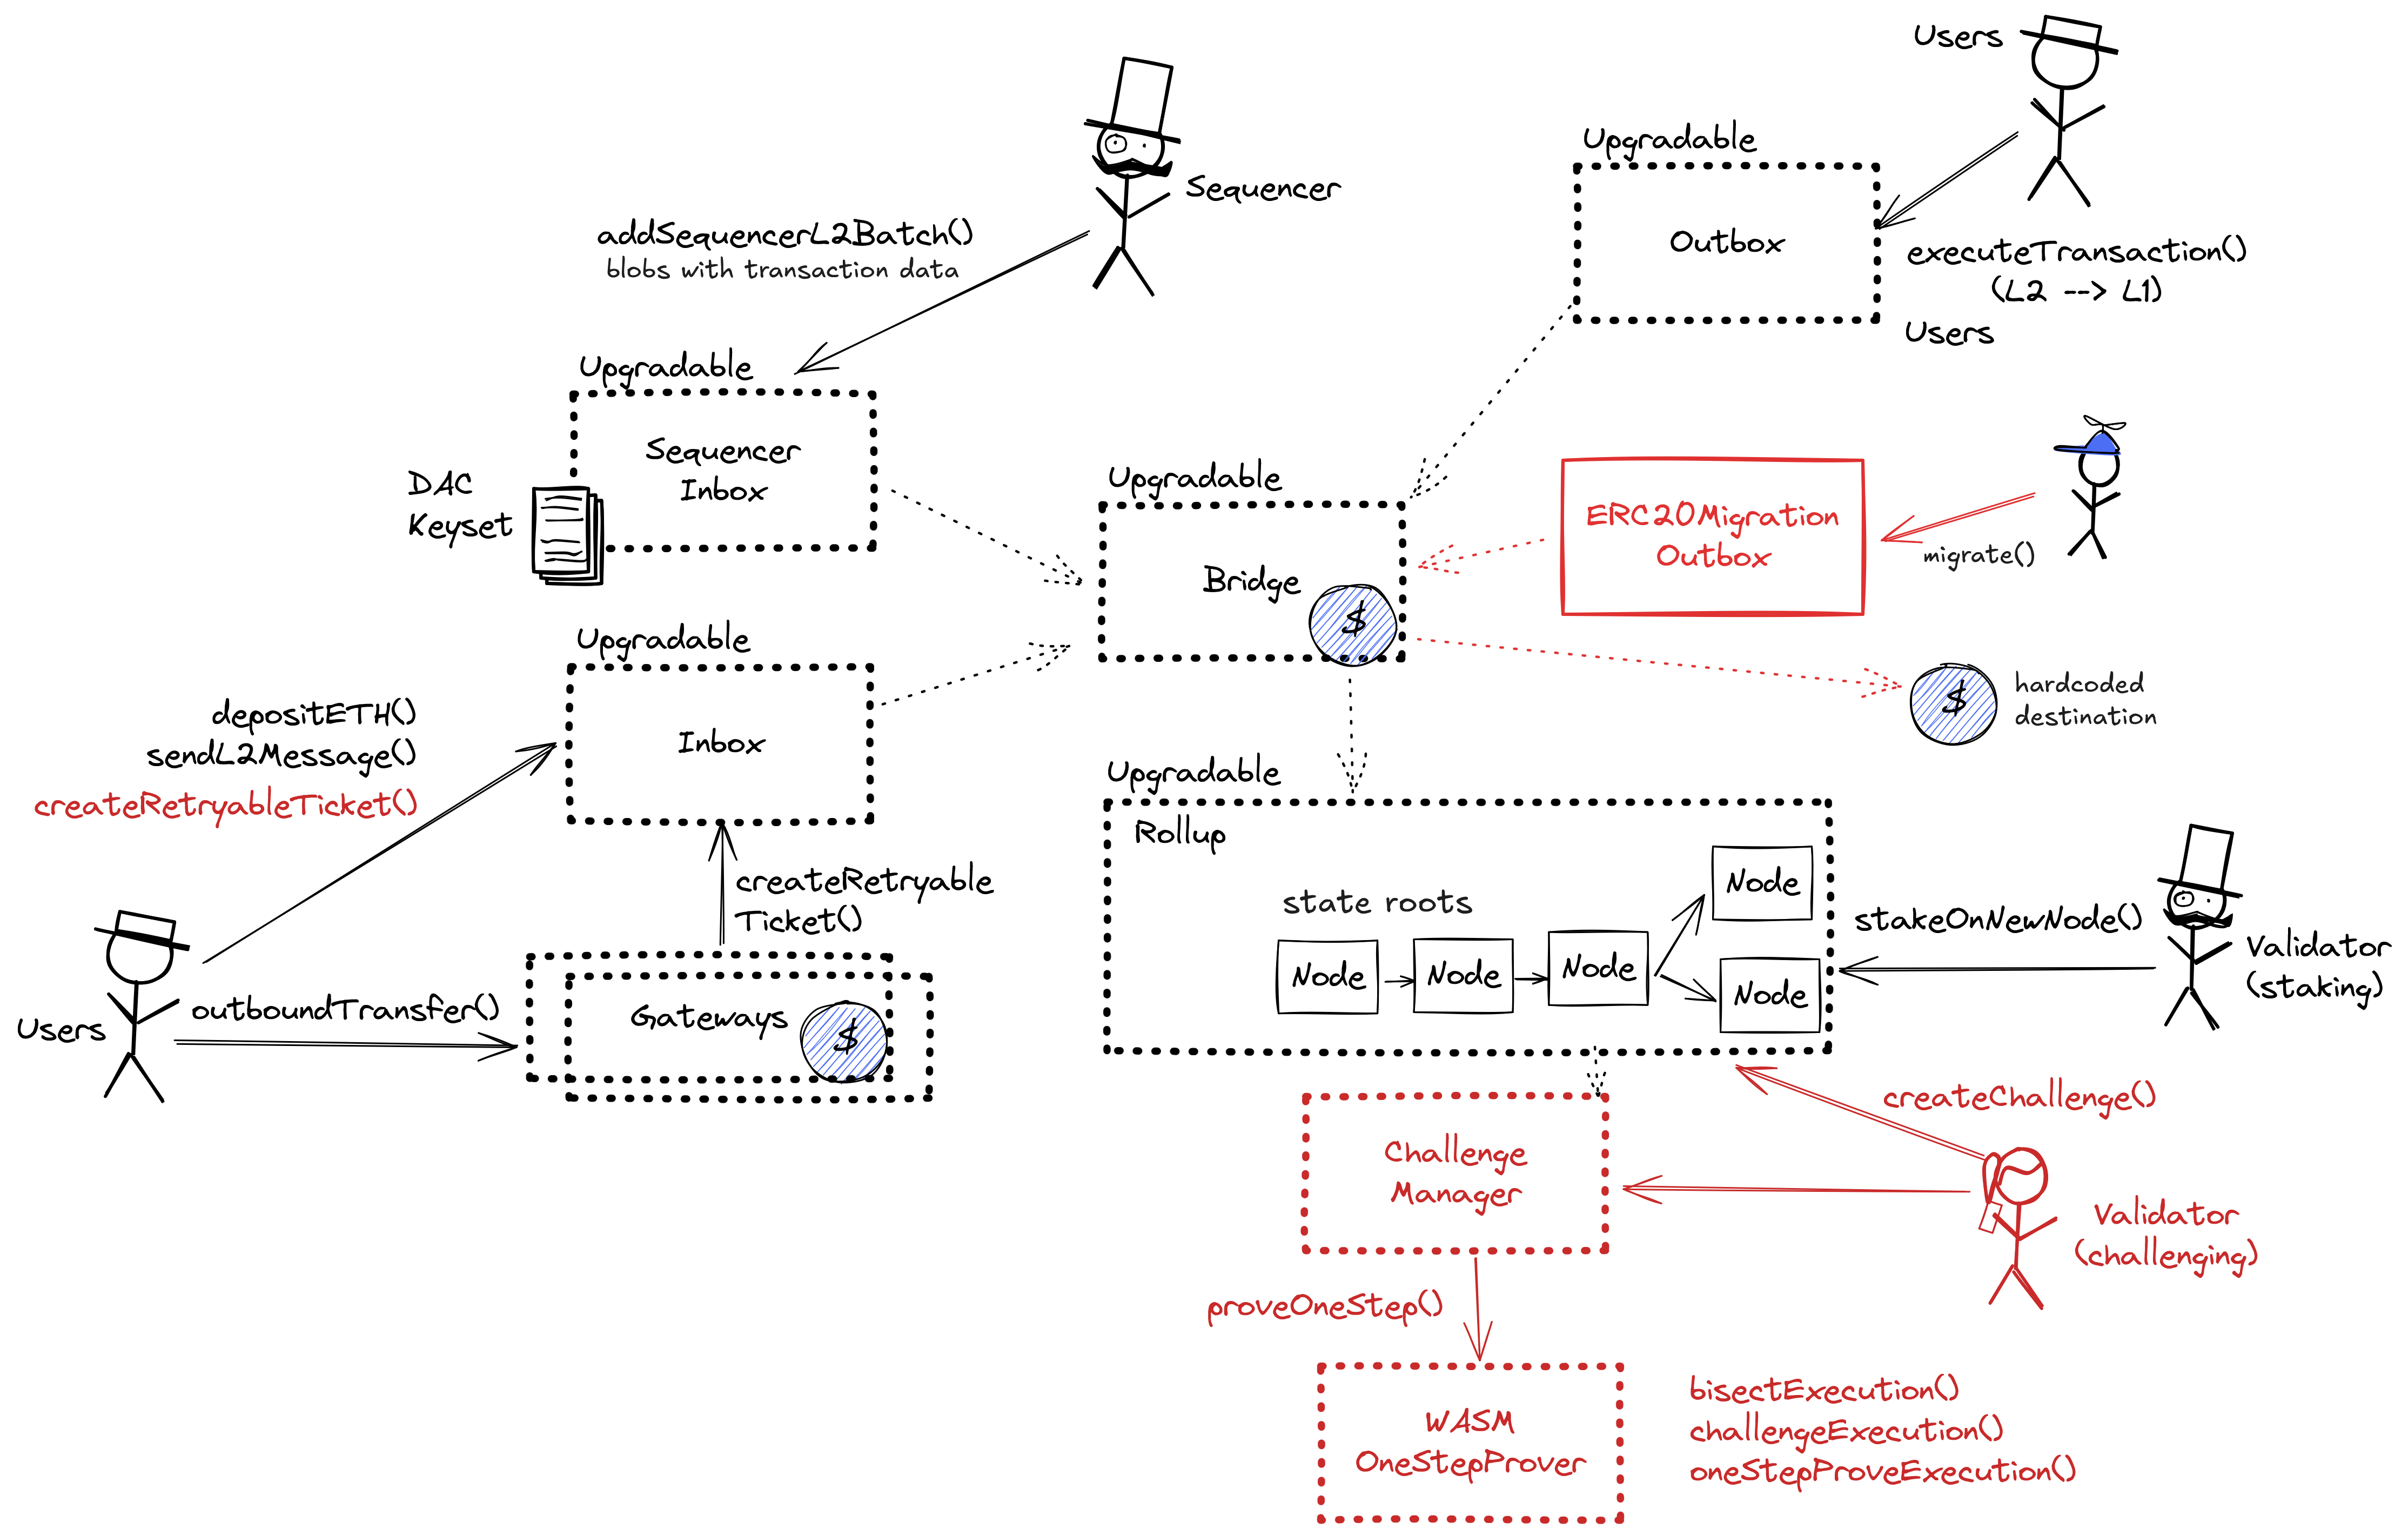 Users
Upgradable
Outbox
executeTransaction()
(L2 --> L1)
Users
Sequencer
addSequencerL2Batch()
blobs with transaction data
Upgradable
Sequencer
Inbox
DAC
Keyset
Upgradable
Bridge
$
ERC20Migration
Outbox
migrate()
$
hardcoded
destination
Upgradable
Inbox
depositETH()
sendL2Message()
createRetryableTicket()
createRetryable
Ticket()
Users
outboundTransfer()
Gateways
$
Upgradable
Rollup
state roots
Node
Node
Node
Node
Node
stakeOnNewNode()
Validator
(staking)
createChallenge()
Challenge
Manager
Validator
(challenging)
proveOneStep()
WASM
OneStepProver
bisectExecution()
challengeExecution()
oneStepProveExecution()